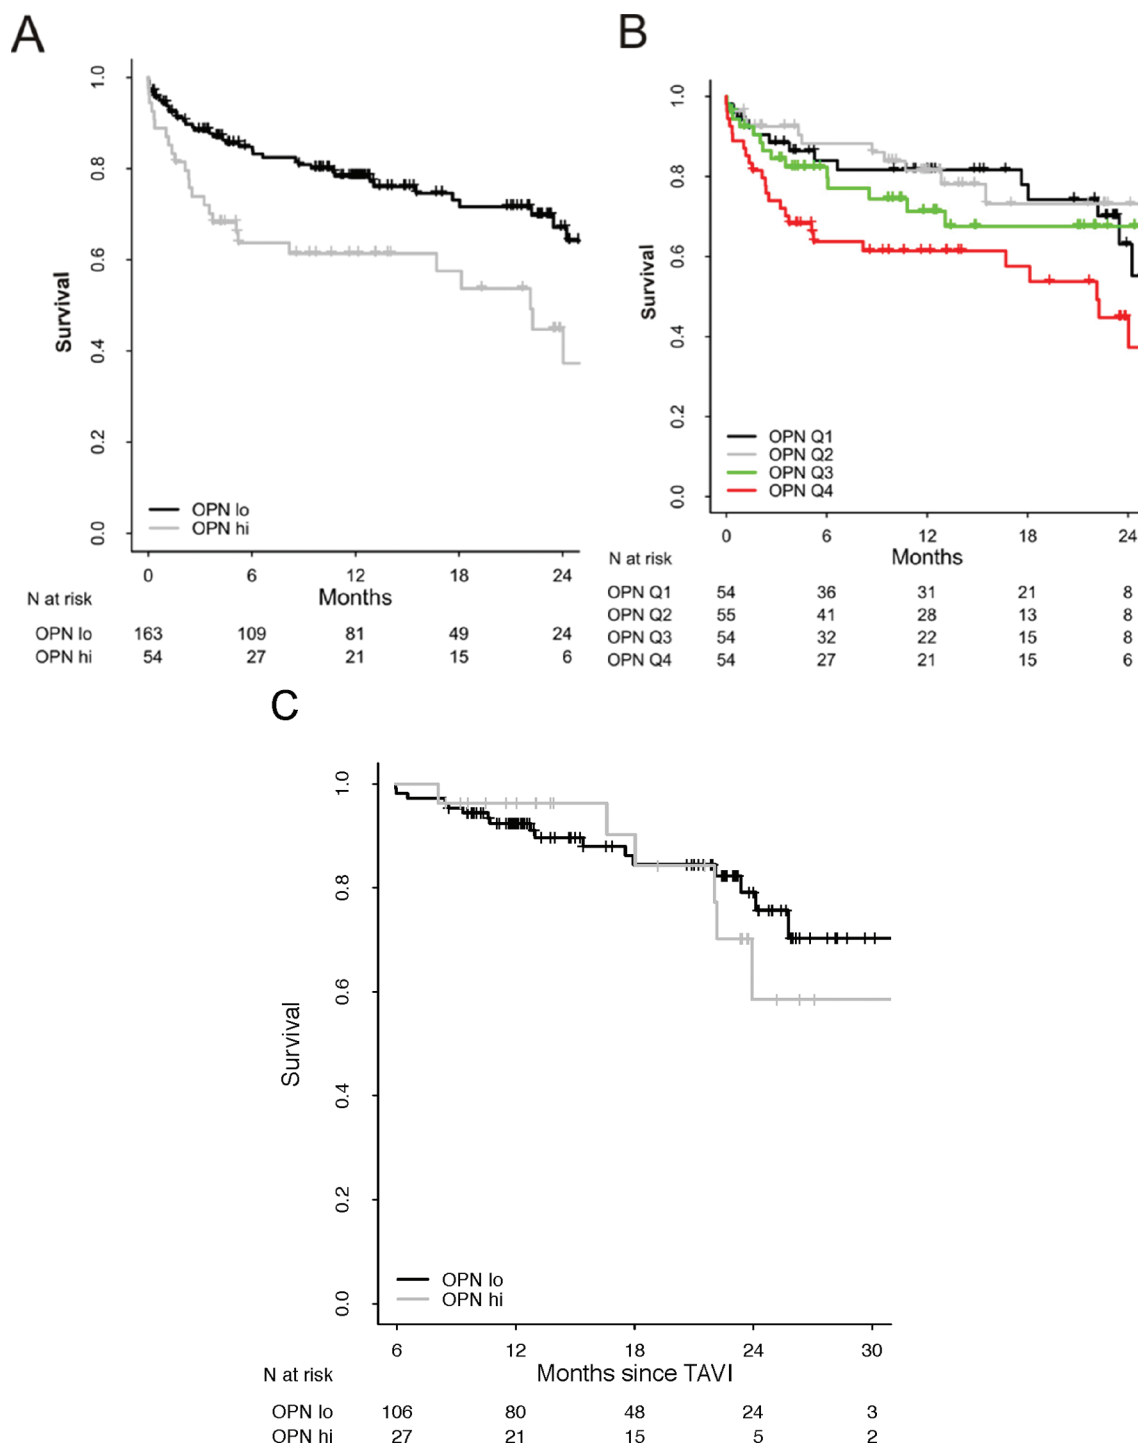 A
1.0
0.8
0.6
0.4
0.2
0.0
Survival
OPN lo
OPN hi
0 6 12 18 24
Months
N at risk
OPN lo 163 109 81 49 24
OPN hi 54 27 21 15 6
B
1.0
0.8
0.6
0.4
0.2
0.0
Survival
OPN Q1
OPN Q2
OPN Q3
OPN Q4
0 6 12 18 24
Months
N at risk
OPN Q1 54 36 31 21 8
OPN Q2 55 41 28 13 8
OPN Q3 54 32 22 15 8
OPN Q4 54 27 21 15 6
C
1.0
0.8
0.6
0.4
0.2
0.0
Survival
OPN lo
OPN hi
6 12 18 24 30
Months since TAVI
N at risk
OPN lo 106 80 48 24 3
OPN hi 27 21 15 5 2